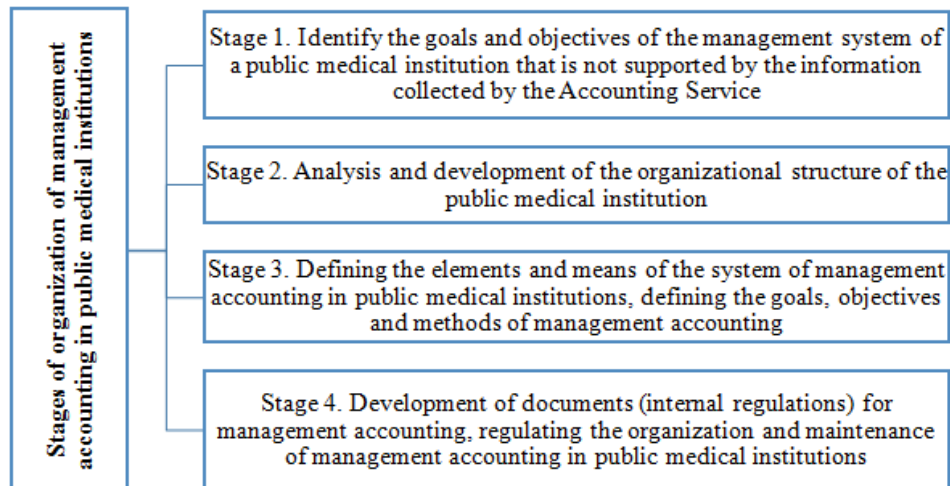 Stages of organization of management
accounting in public medical institutions
Stage 1. Identify the goals and objectives of the management system of
a public medical institution that is not supported by the information
collected by the Accounting Service
Stage 2. Analysis and development of the organizational structure of the
public medical institution
Stage 3. Defining the elements and means of the system of management
accounting in public medical institutions, defining the goals, objectives
and methods of management accounting
Stage 4. Development of documents (internal regulations) for
management accounting, regulating the organization and maintenance
of management accounting in public medical institutions